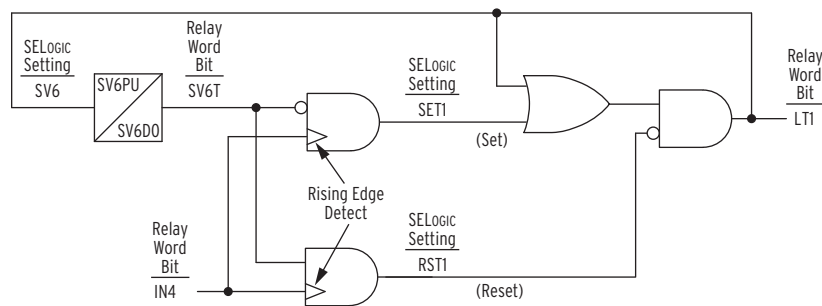 SELOGIC
Setting
SV6
SV6PU
SV6DO
Relay
Word
Bit
SV6T
SELOGIC
Setting
SET1
(Set)
Relay
Word
Bit
LT1
Rising Edge
Detect
Relay
Word
Bit
IN4
SELOGIC
Setting
RST1
(Reset)